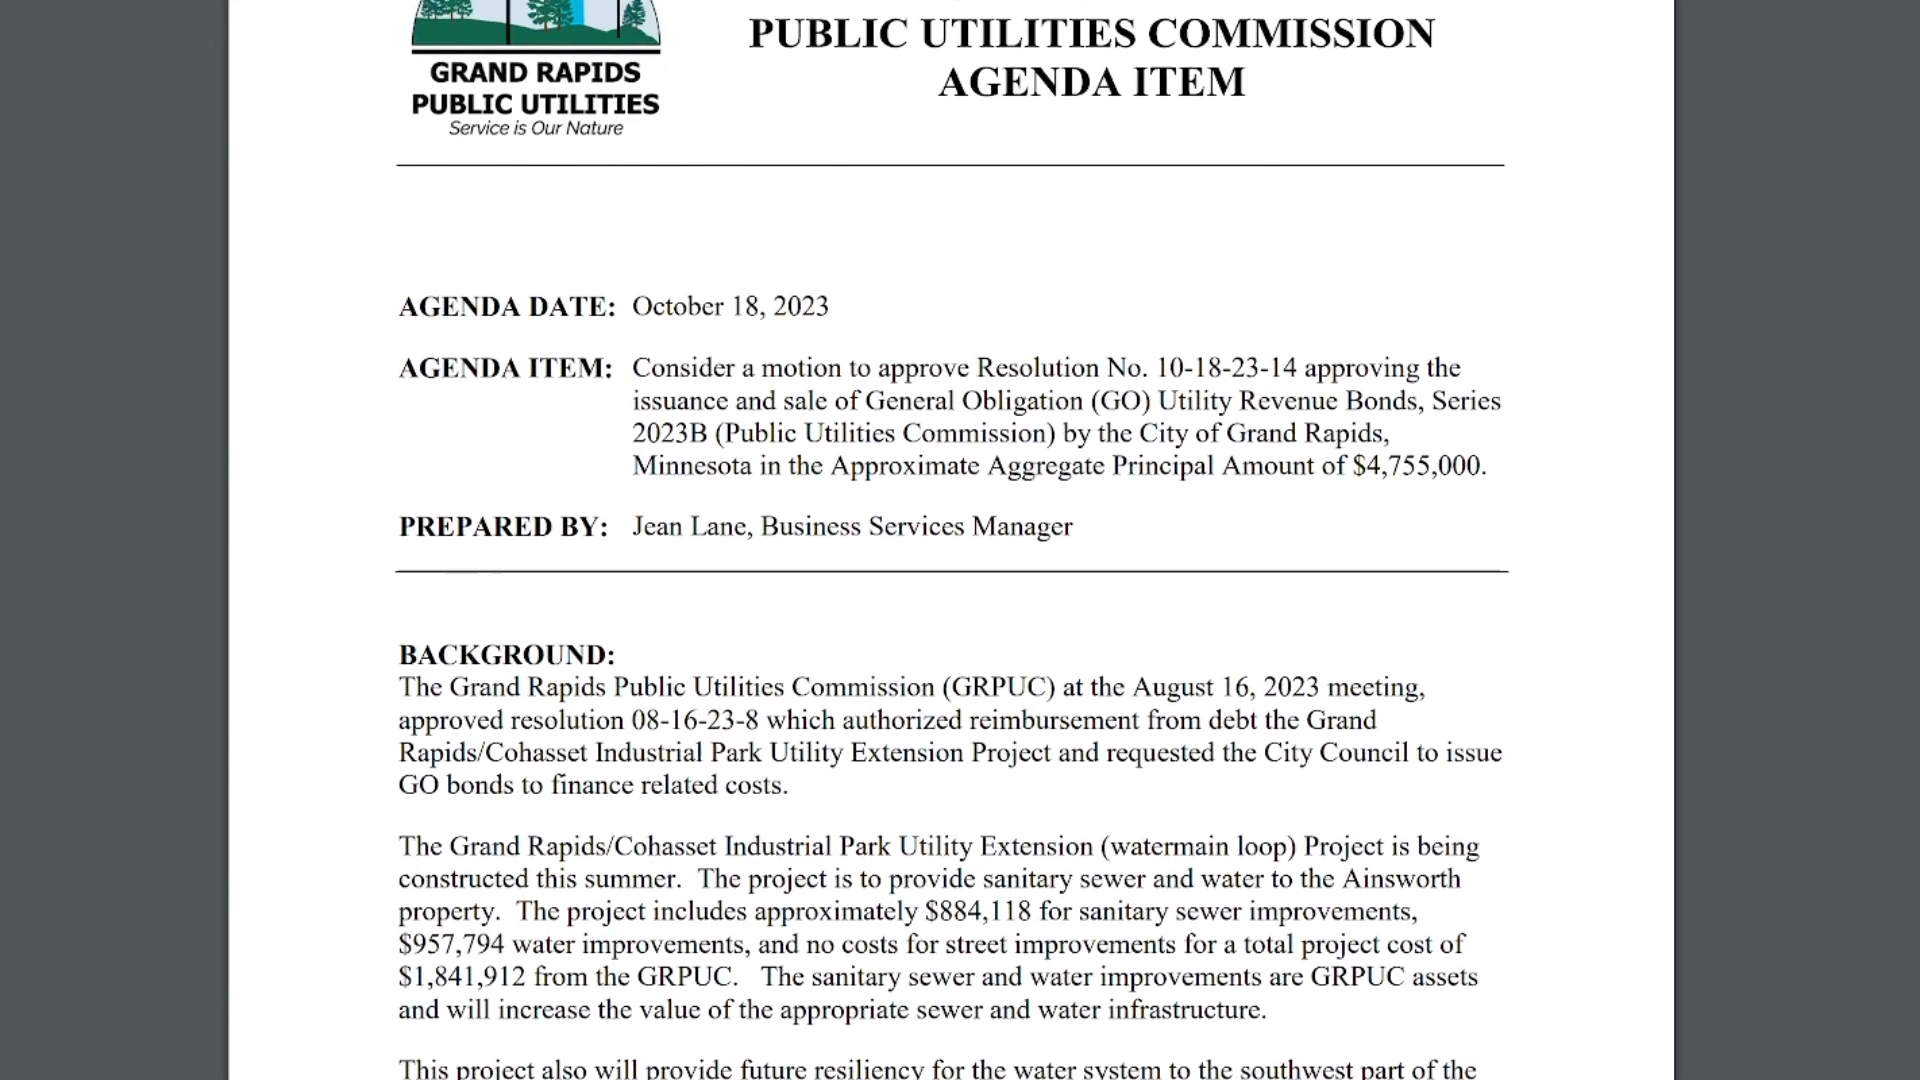 PUBLIC UTILITIES COMMISSION
AGENDA ITEM
GRAND RAPIDS
PUBLIC UTILITIES
Service is Our Nature
AGENDA DATE: October 18, 2023
AGENDA ITEM: Consider a motion to approve Resolution No. 10-18-23-14 approving the
issuance and sale of General Obligation (GO) Utility Revenue Bonds, Series
2023B (Public Utilities Commission) by the City of Grand Rapids,
Minnesota in the Approximate Aggregate Principal Amount of $4,755,000.
PREPARED BY: Jean Lane, Business Services Manager
BACKGROUND:
The Grand Rapids Public Utilities Commission (GRPUC) at the August 16, 2023 meeting,
approved resolution 08-16-23-8 which authorized reimbursement from debt the Grand
Rapids/Cohasset Industrial Park Utility Extension Project and requested the City Council to issue
GO bonds to finance related costs.
The Grand Rapids/Cohasset Industrial Park Utility Extension (watermain loop) Project is being
constructed this summer. The project is to provide sanitary sewer and water to the Ainsworth
property. The project includes approximately $884,118 for sanitary sewer improvements,
$957,794 water improvements, and no costs for street improvements for a total project cost of
$1,841,912 from the GRPUC. The sanitary sewer and water improvements are GRPUC assets
and will increase the value of the appropriate sewer and water infrastructure.
This project also will provide future resiliency for the water system to the southwest part of the